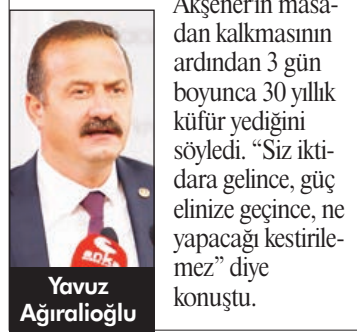 Akşener'in masa-
dan kalkmasının
ardından 3 gün
boyunca 30 yıllık
küfür yediğini
söyledi. “Siz ikti-
dara gelince, güç
elinize geçince, ne
yapacağı kestirile-
mez” diye
konuştu.
Yavuz
Ağıralioğlu